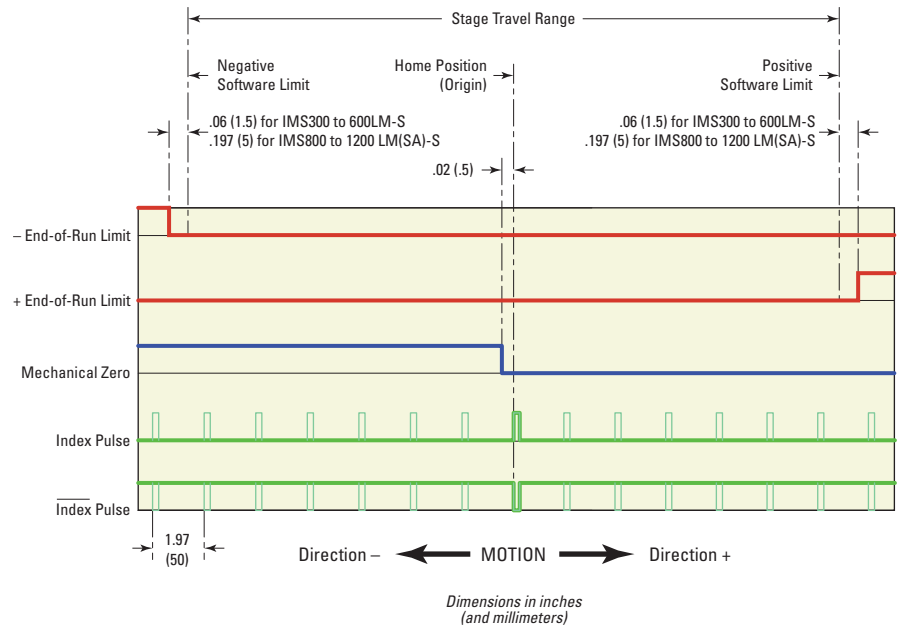 Stage Travel Range
Negative
Software Limit
Home Position
(Origin)
Positive
Software Limit
.06 (1.5) for IMS300 to 600LM-S
.197 (5) for IMS800 to 1200 LM(SA)-S
.06 (1.5) for IMS300 to 600LM-S
.197 (5) for IMS800 to 1200 LM(SA)-S
.02 (.5)
– End-of-Run Limit
+ End-of-Run Limit
Mechanical Zero
Index Pulse
Index Pulse
1.97
(50)
Direction – MOTION Direction +
Dimensions in inches
(and millimeters)